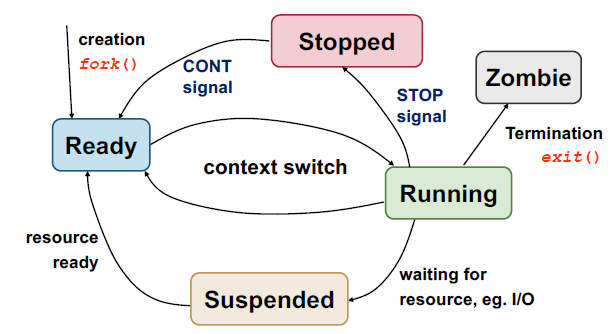 creation
fork()
CONT
signal
Stopped
STOP
signal
Zombie
Termination
exit()
Ready
context switch
Running
resource
ready
Suspended
waiting for
resource, eg. I/O